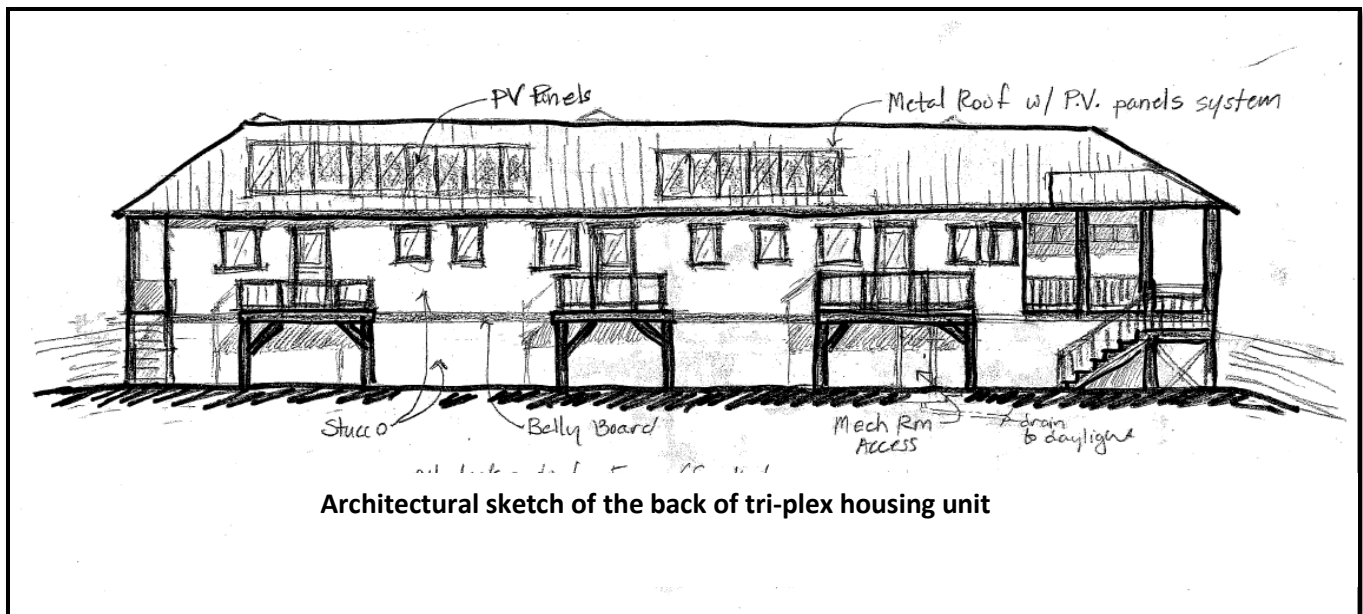 PV Panels
Metal Roof w/ P.V. panels system
Stucco
Belly Board
Mech Rm
Access
drain
to daylight
Architectural sketch of the back of tri-plex housing unit